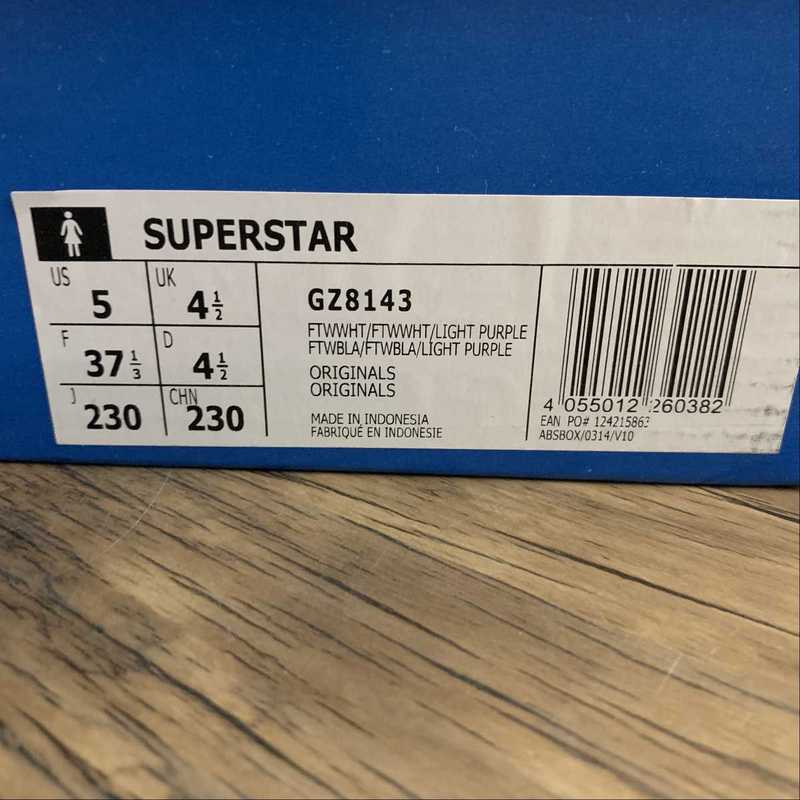 SUPERSTAR
US 5 UK 4 1/2
F 37 1/3 D 4 1/2
J 230 CHN 230
GZ8143
FTWWHT/FTWWHT/LIGHT PURPLE
FTWBLA/FTWBLA/LIGHT PURPLE
ORIGINALS
ORIGINALS
MADE IN INDONESIA
FABRIQUÉ EN INDONESIE
4 055012 260382
EAN PO# 124215863
ABSBOX/0314/V10